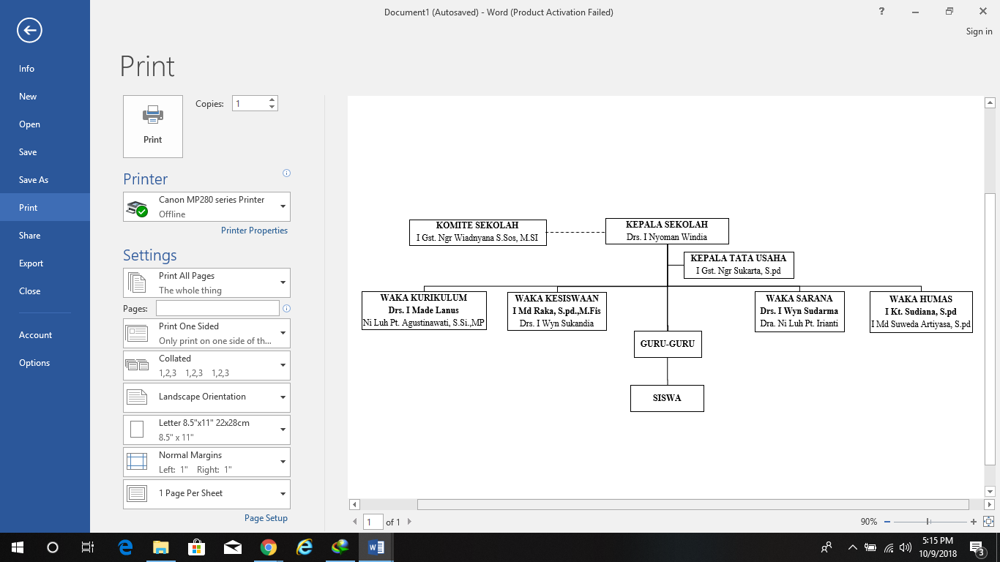 Document1 (Autosaved) - Word (Product Activation Failed)
?
Sign in
Info
New
Open
Save
Save As
Print
Share
Export
Close
Account
Options
Print
Print
Copies: 1
Printer
Canon MP280 series Printer
Offline
Printer Properties
Settings
Print All Pages
The whole thing
Pages:
Print One Sided
Only print on one side of th...
Collated
1,2,3 1,2,3 1,2,3
Landscape Orientation
Letter 8.5"x11" 22x28cm
8.5" x 11"
Normal Margins
Left: 1" Right: 1"
1 Page Per Sheet
Page Setup
KOMITE SEKOLAH
I Gst. Ngr Wiadnyana S.Sos, M.SI
KEPALA SEKOLAH
Drs. I Nyoman Windia
KEPALA TATA USAHA
I Gst. Ngr Sukarta, S.pd
WAKA KURIKULUM
Drs. I Made Lanus
Ni Luh Pt. Agustinawati, S.Si.,MP
WAKA KESISWAAN
I Md Raka, S.pd.,M.Fis
Drs. I Wyn Sukandia
WAKA SARANA
Drs. I Wyn Sudarma
Dra. Ni Luh Pt. Irianti
WAKA HUMAS
I Kt. Sudiana, S.pd
I Md Suweda Artiyasa, S.pd
GURU-GURU
SISWA
1 of 1
90%
5:15 PM
10/9/2018
3